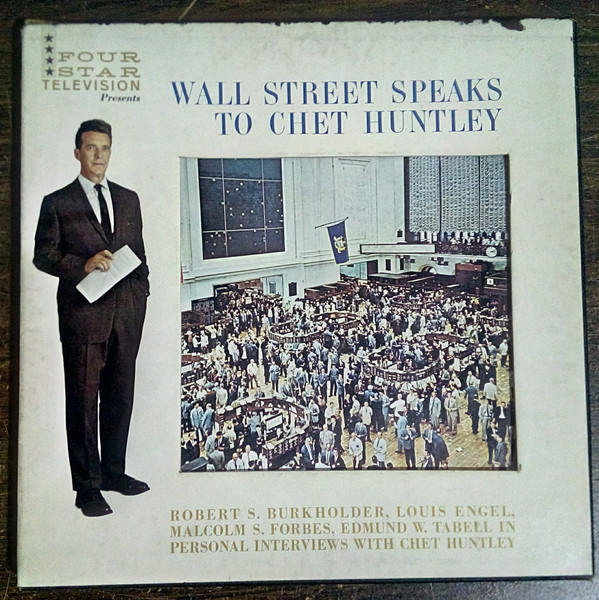 FOUR
STAR
TELEVISION
Presents
WALL STREET SPEAKS
TO CHET HUNTLEY
ROBERT S. BURKHOLDER, LOUIS ENGEL,
MALCOLM S. FORBES, EDMUND W. TABELL IN
PERSONAL INTERVIEWS WITH CHET HUNTLEY